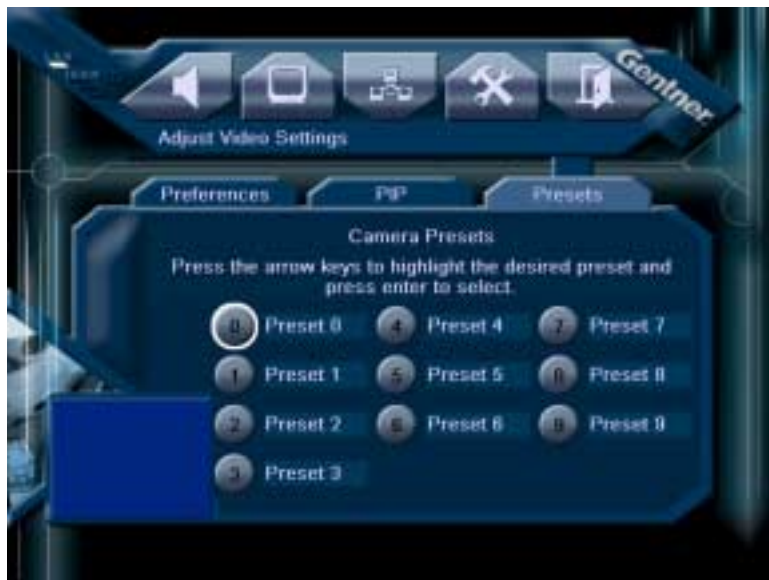 Gentner
Adjust Video Settings
Preferences PIP Presets
Camera Presets
Press the arrow keys to highlight the desired preset and
press enter to select.
0 Preset 0 4 Preset 4 7 Preset 7
1 Preset 1 5 Preset 5 8 Preset 8
2 Preset 2 6 Preset 6 9 Preset 9
3 Preset 3